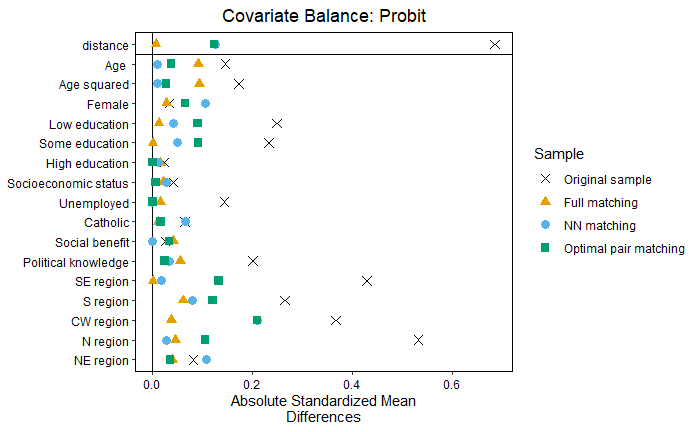 Covariate Balance: Probit
distance
Age
Age squared
Female
Low education
Some education
High education
Socioeconomic status
Unemployed
Catholic
Social benefit
Political knowledge
SE region
S region
CW region
N region
NE region
0.0 0.2 0.4 0.6
Absolute Standardized Mean
Differences
Sample
Original sample
Full matching
NN matching
Optimal pair matching